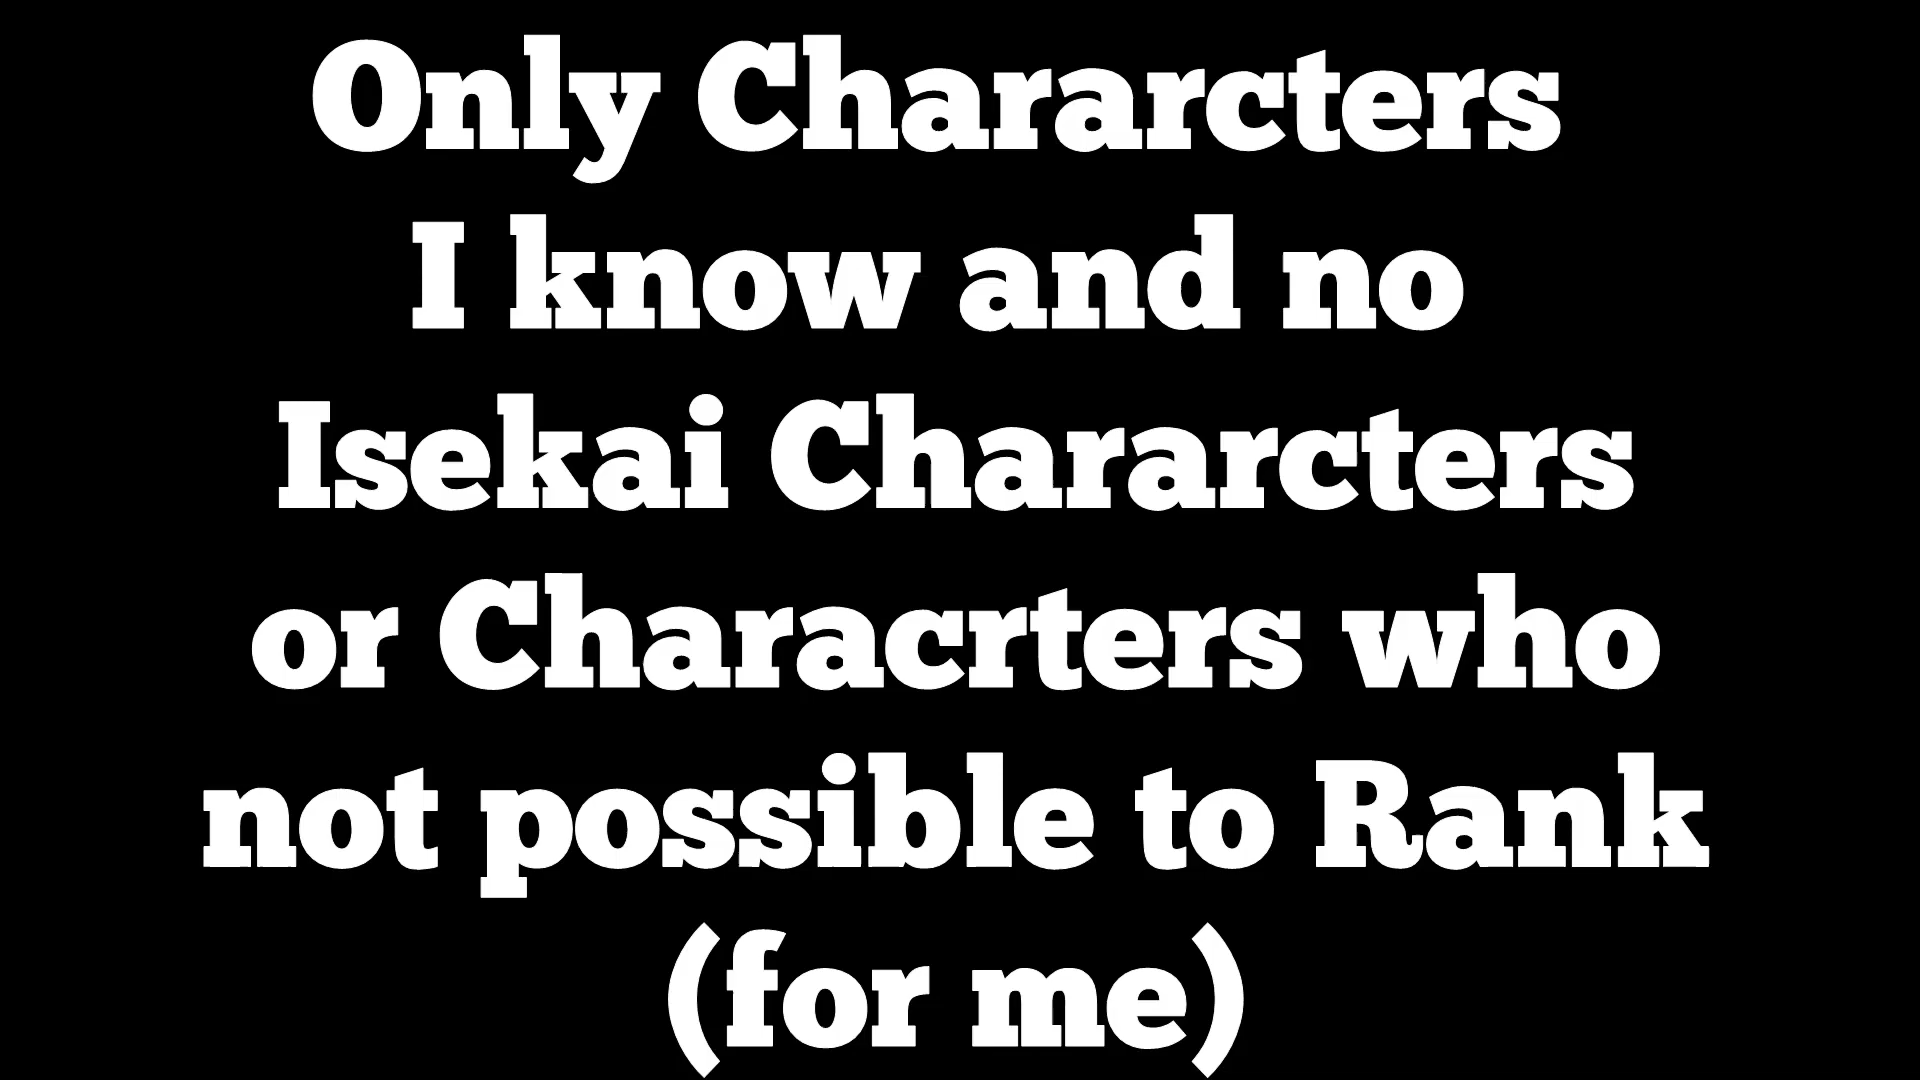 Only Chararcters
I know and no
Isekai Chararcters
or Characrters who
not possible to Rank
(for me)